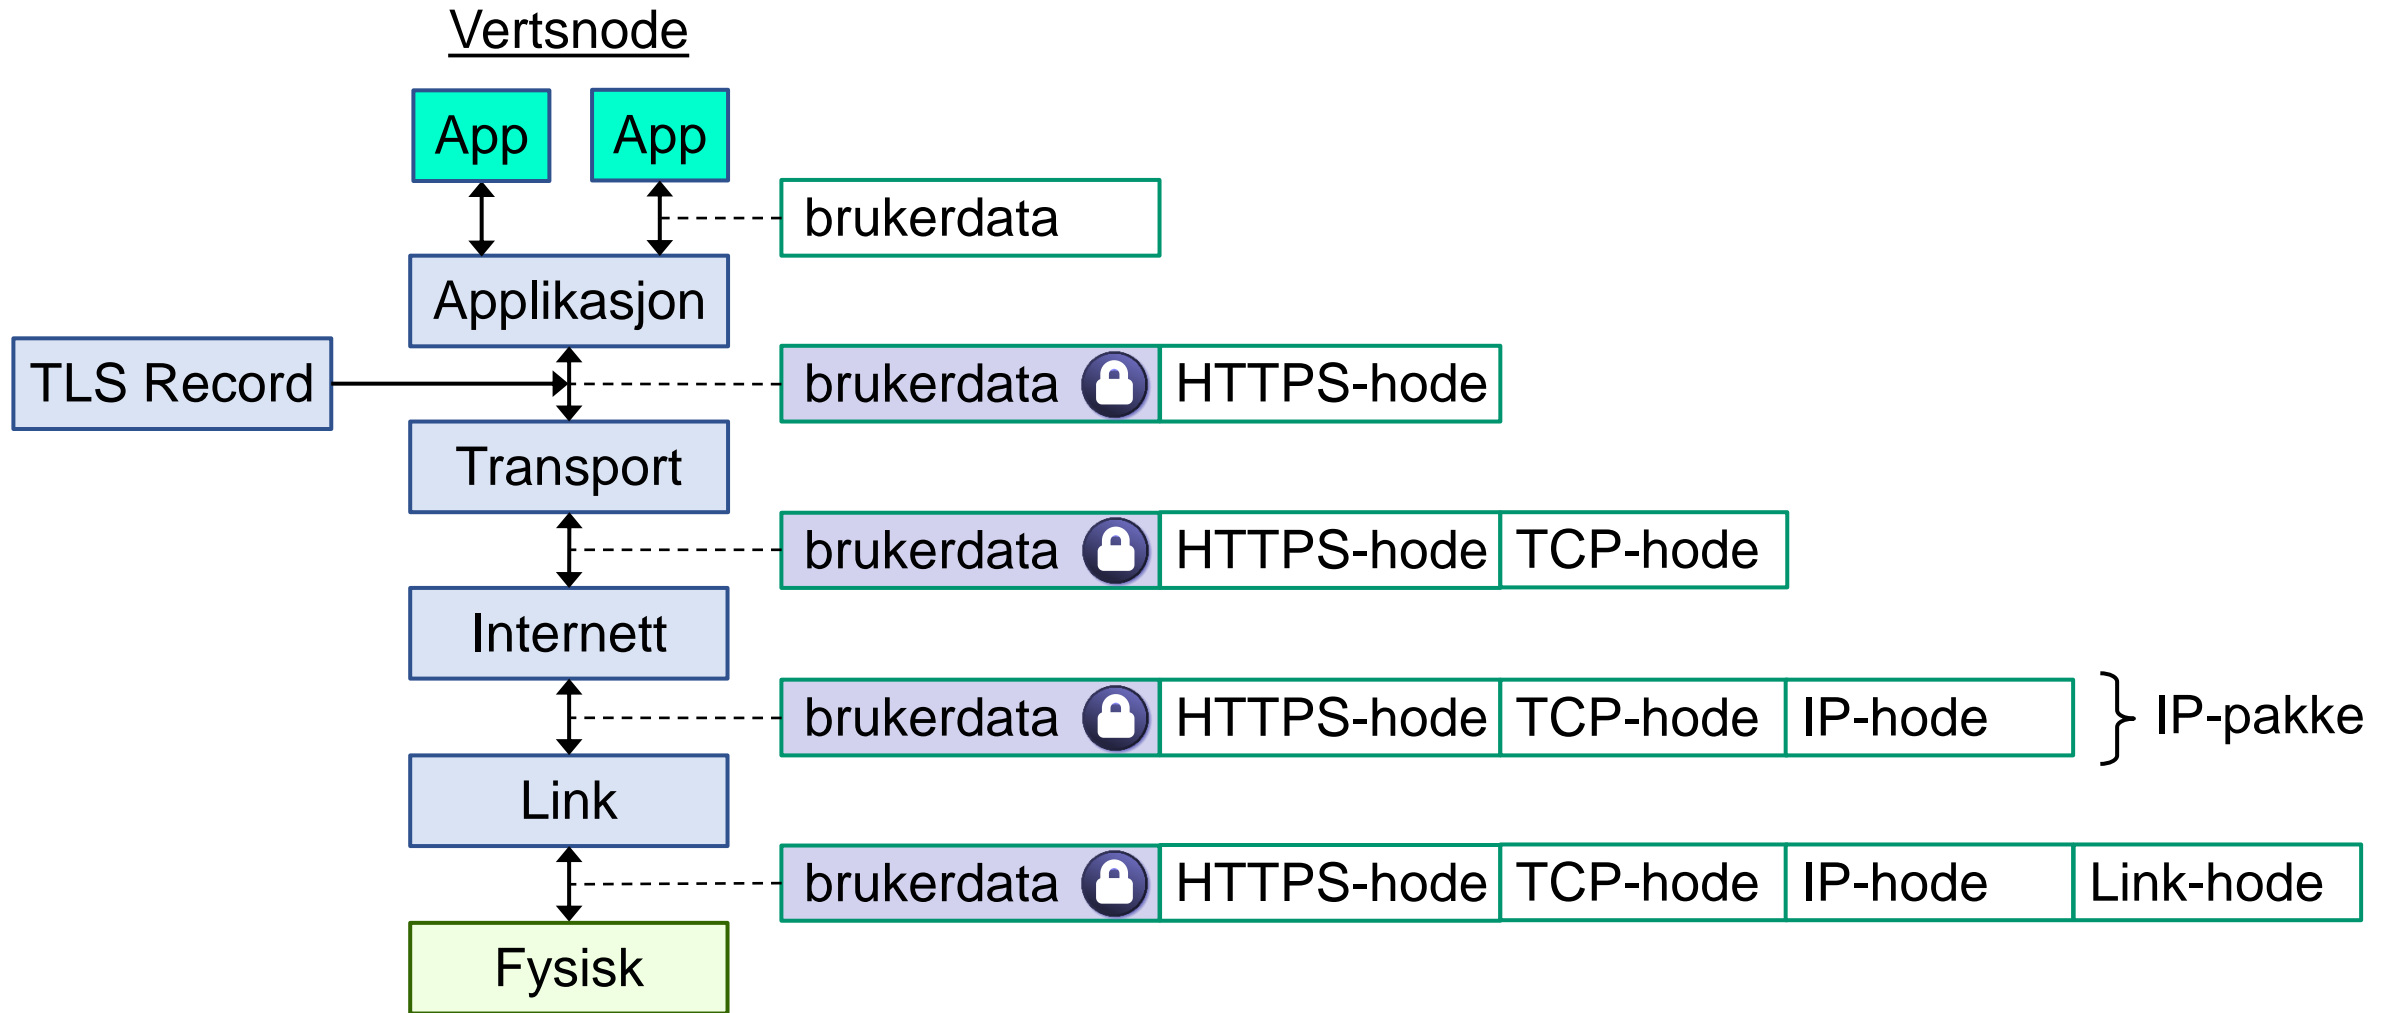 Vertsnode
App App
brukerdata
Applikasjon
TLS Record
brukerdata HTTPS-hode
Transport
brukerdata HTTPS-hode TCP-hode
Internett
brukerdata HTTPS-hode TCP-hode IP-hode IP-pakke
Link
brukerdata HTTPS-hode TCP-hode IP-hode Link-hode
Fysisk